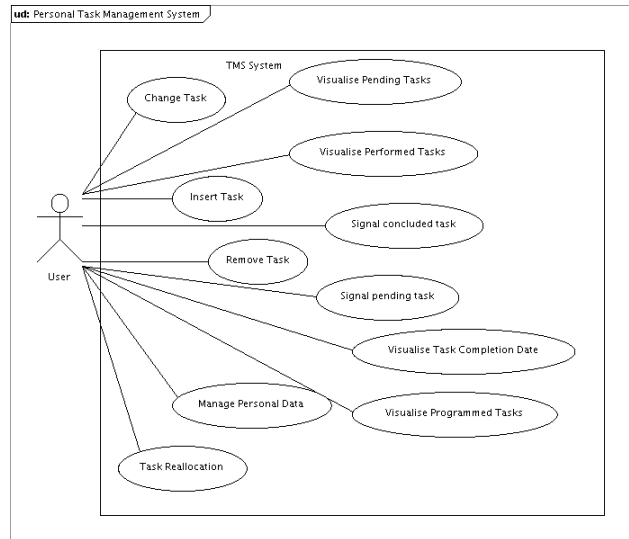 ud: Personal Task Management System
TMS System
Visualise Pending Tasks
Change Task
Visualise Performed Tasks
Insert Task
Signal concluded task
Remove Task
User
Signal pending task
Visualise Task Completion Date
Manage Personal Data
Visualise Programmed Tasks
Task Reallocation